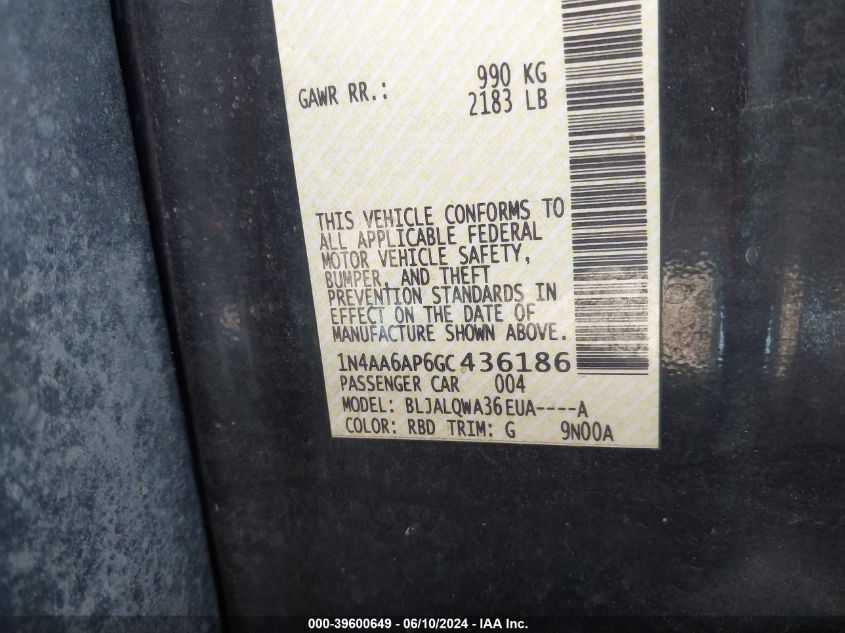 GAWR RR.: 990 KG
2183 LB
THIS VEHICLE CONFORMS TO
ALL APPLICABLE FEDERAL
MOTOR VEHICLE SAFETY,
BUMPER, AND THEFT
PREVENTION STANDARDS IN
EFFECT ON THE DATE OF
MANUFACTURE SHOWN ABOVE.
1N4AA6AP6GC436186
PASSENGER CAR 004
MODEL: BLJALQWA36EUA----A
COLOR: RBD TRIM: G 9N00A
000-39600649 - 06/10/2024 - IAA Inc.